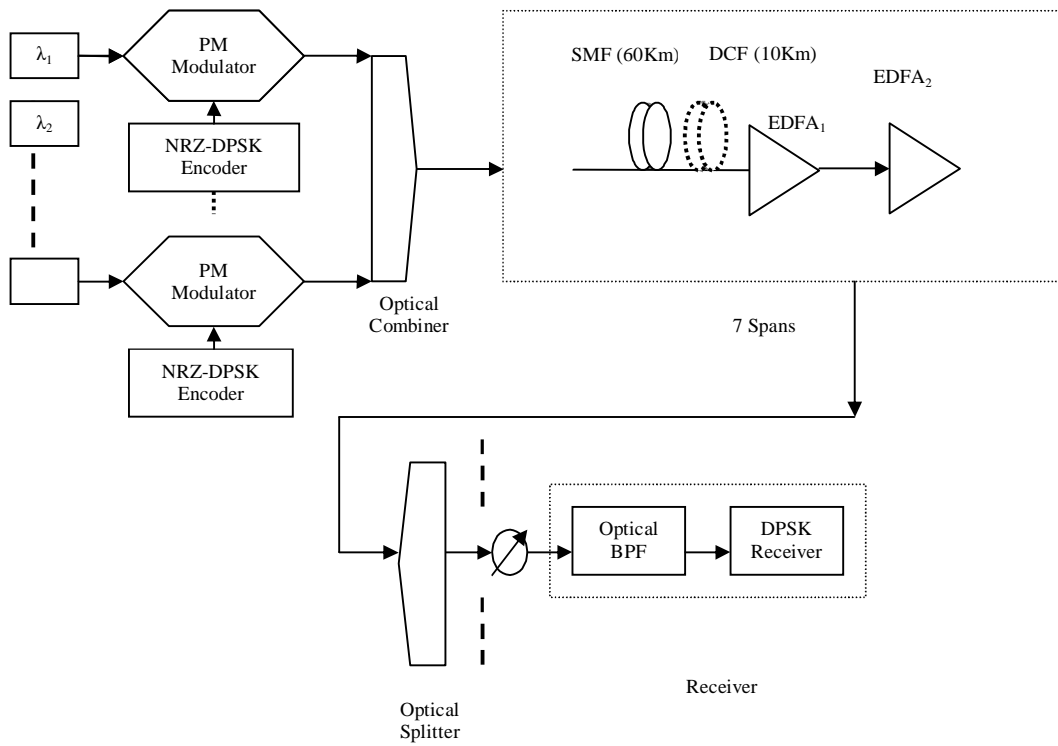 λ1
PM
Modulator
λ2
NRZ-DPSK
Encoder
PM
Modulator
NRZ-DPSK
Encoder
Optical
Combiner
SMF (60Km)
DCF (10Km)
EDFA1
EDFA2
7 Spans
Optical
BPF
DPSK
Receiver
Receiver
Optical
Splitter